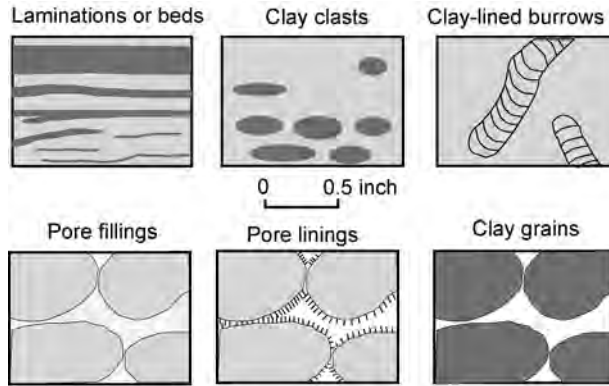 Laminations or beds
Clay clasts
Clay-lined burrows
0 0.5 inch
Pore fillings
Pore linings
Clay grains